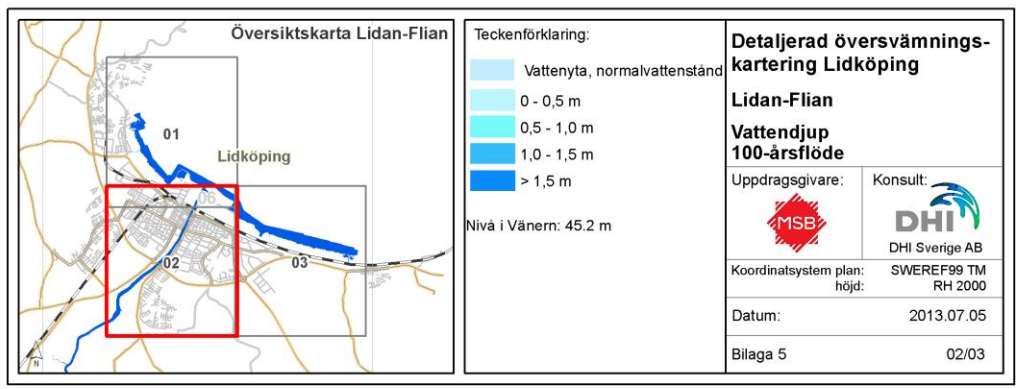 Översiktskarta Lidan-Flian
01
Lidköping
06
02
03
N
Teckenförklaring:
Vattenyta, normalvattenstånd
0 - 0,5 m
0,5 - 1,0 m
1,0 - 1,5 m
> 1,5 m
Nivå i Vänern: 45.2 m
Detaljerad översvämnings-
kartering Lidköping
Lidan-Flian
Vattendjup
100-årsflöde
Uppdragsgivare:
MSB
Konsult:
DHI
DHI Sverige AB
Koordinatsystem plan: SWEREF99 TM
höjd: RH 2000
Datum: 2013.07.05
Bilaga 5 02/03